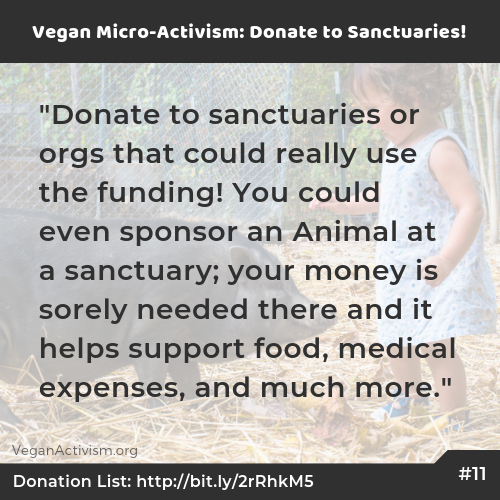 Vegan Micro-Activism: Donate to Sanctuaries!
"Donate to sanctuaries or
orgs that could really use
the funding! You could
even sponsor an Animal at
a sanctuary; your money is
sorely needed there and it
helps support food, medical
expenses, and much more."
VeganActivism.org
Donation List: http://bit.ly/2rRhkM5
#11